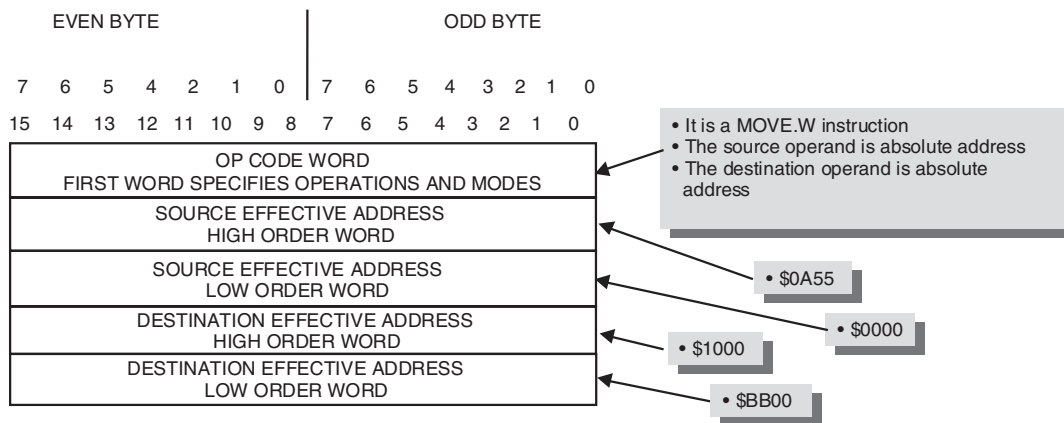 EVEN BYTE ODD BYTE
7 6 5 4 2 1 0 7 6 5 4 3 2 1 0
15 14 13 12 11 10 9 8 7 6 5 4 3 2 1 0
OP CODE WORD
FIRST WORD SPECIFIES OPERATIONS AND MODES
SOURCE EFFECTIVE ADDRESS
HIGH ORDER WORD
SOURCE EFFECTIVE ADDRESS
LOW ORDER WORD
DESTINATION EFFECTIVE ADDRESS
HIGH ORDER WORD
DESTINATION EFFECTIVE ADDRESS
LOW ORDER WORD
• It is a MOVE.W instruction
• The source operand is absolute address
• The destination operand is absolute
address
• $0A55
• $0000
• $1000
• $BB00